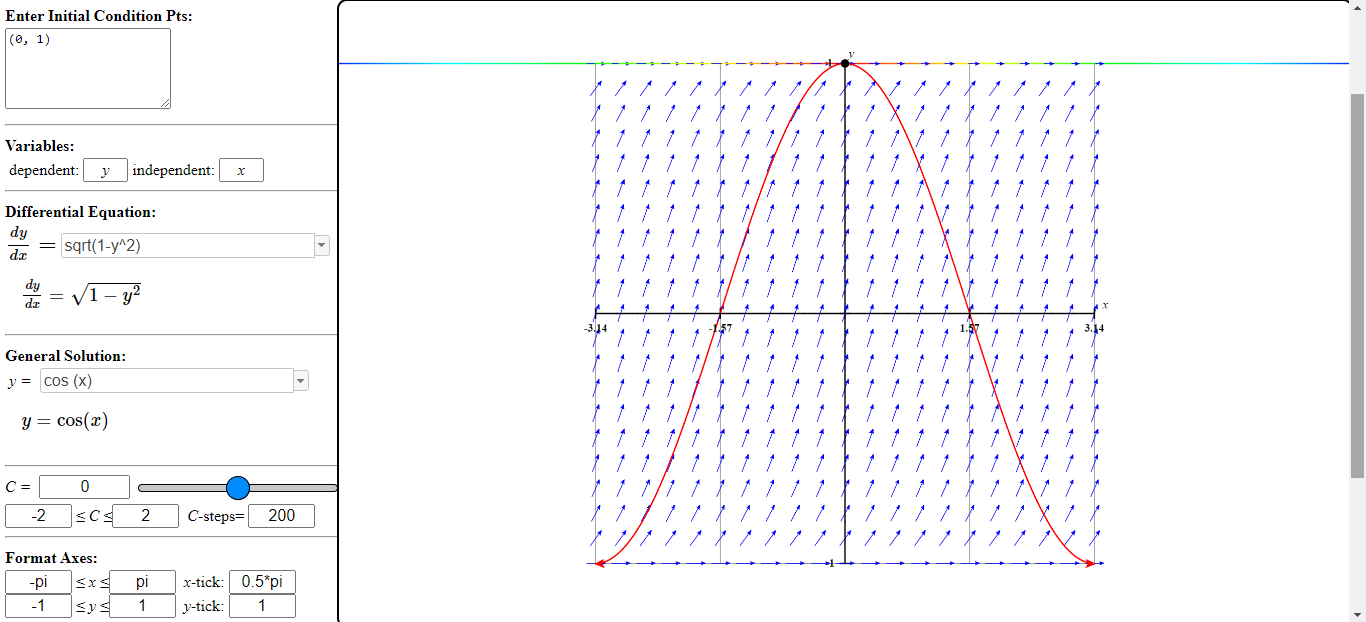 Enter Initial Condition Pts:
(0, 1)
Variables:
dependent: y independent: x
Differential Equation:
dy/dx = sqrt(1-y^2)
dy/dx = √1 − y²
General Solution:
y = cos (x)
y = cos(x)
C = 0
-2 ≤ C ≤ 2 C-steps= 200
Format Axes:
-pi ≤ x ≤ pi x-tick: 0.5*pi
-1 ≤ y ≤ 1 y-tick: 1
y
1
x
-3.14 -1.57 1.57 3.14
-1